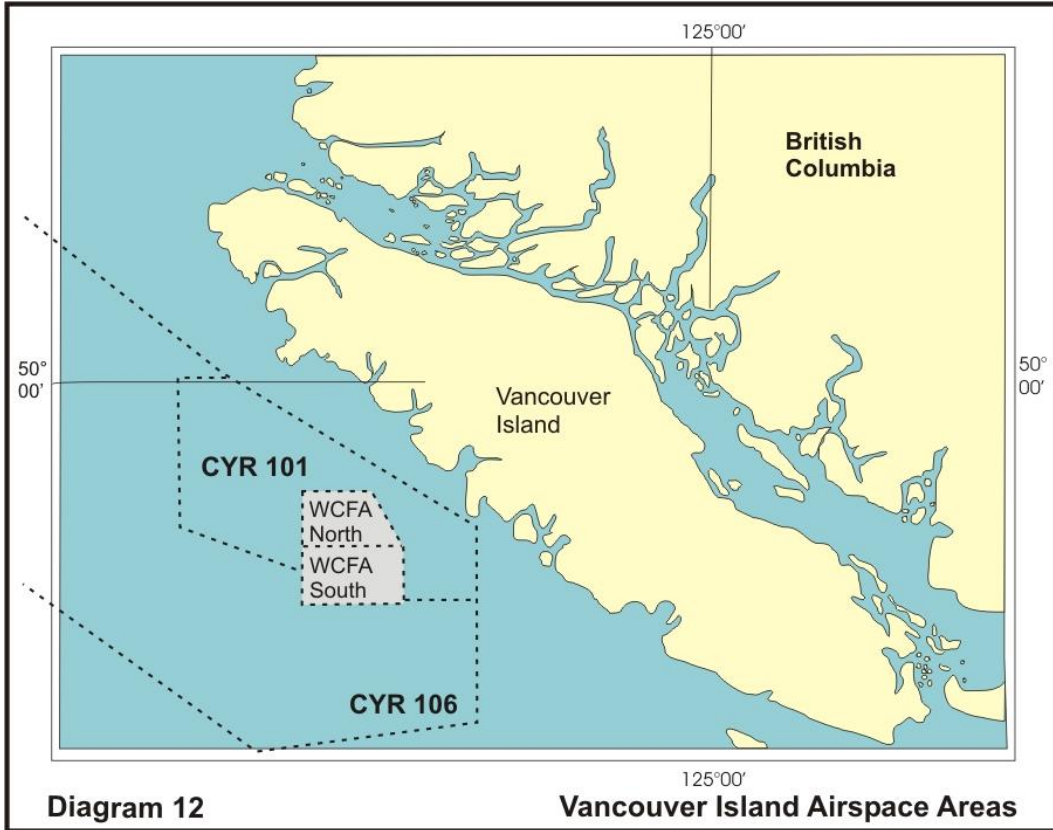 125°00'
British
Columbia
50°
00'
50°
00'
Vancouver
Island
CYR 101
WCFA
North
WCFA
South
CYR 106
125°00'
Diagram 12
Vancouver Island Airspace Areas